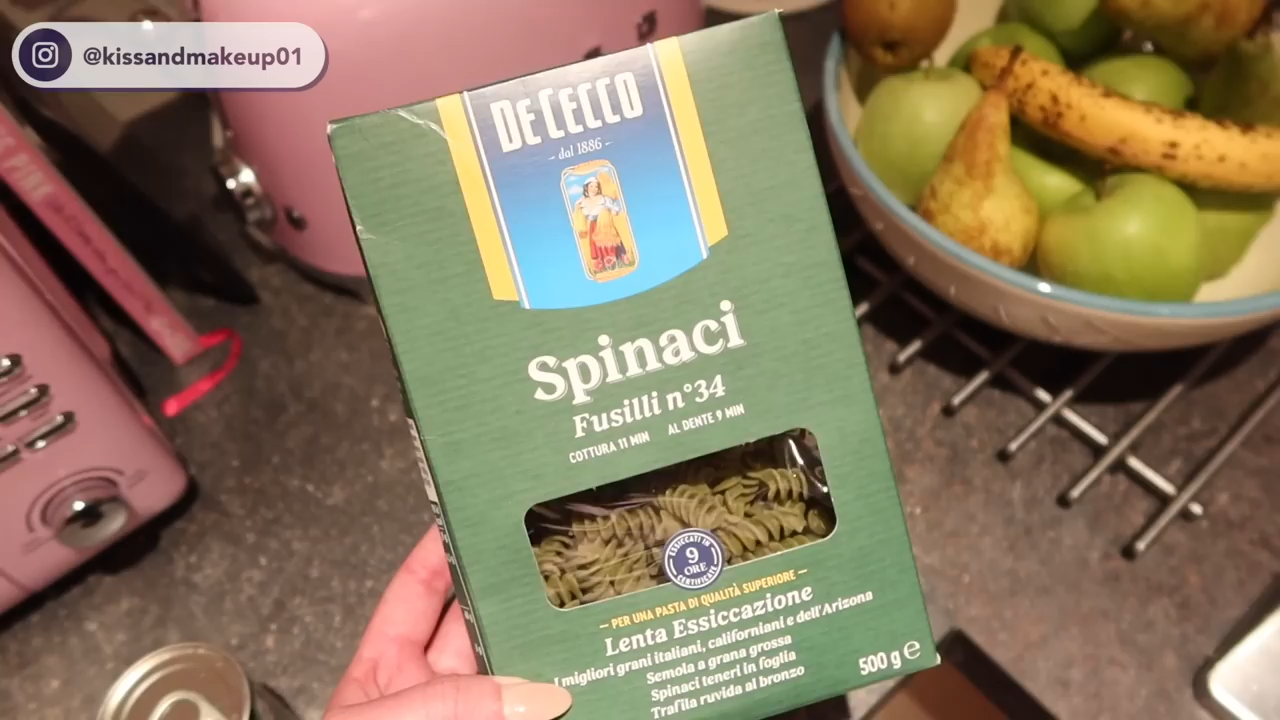 @kissandmakeup01
DE CECCO
dal 1886
Spinaci
Fusilli n°34
COTTURA 11 MIN AL DENTE 9 MIN
ESSICCATI IN
9
ORE
CERTIFICATE
— PER UNA PASTA DI QUALITÀ SUPERIORE —
Lenta Essiccazione
I migliori grani italiani, californiani e dell'Arizona
Semola a grana grossa
Spinaci teneri in foglia
Trafila ruvida al bronzo
500 g e